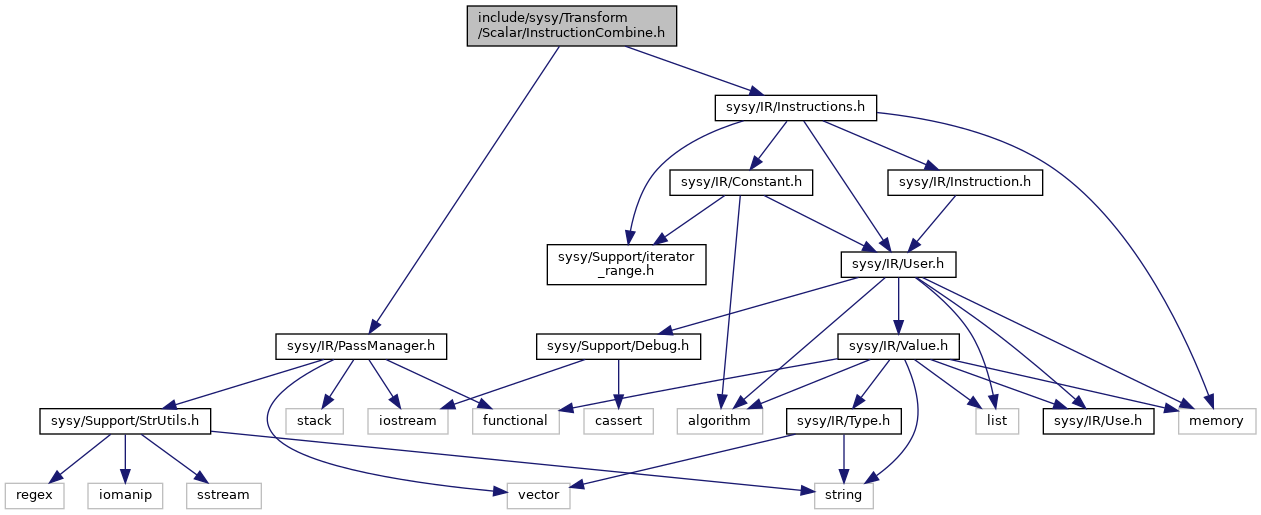 include/sysy/Transform
/Scalar/InstructionCombine.h
sysy/IR/Instructions.h
sysy/IR/Constant.h
sysy/IR/Instruction.h
sysy/Support/iterator
_range.h
sysy/IR/User.h
sysy/IR/PassManager.h
sysy/Support/Debug.h
sysy/IR/Value.h
sysy/Support/StrUtils.h
stack
iostream
functional
cassert
algorithm
sysy/IR/Type.h
list
sysy/IR/Use.h
memory
regex
iomanip
sstream
vector
string